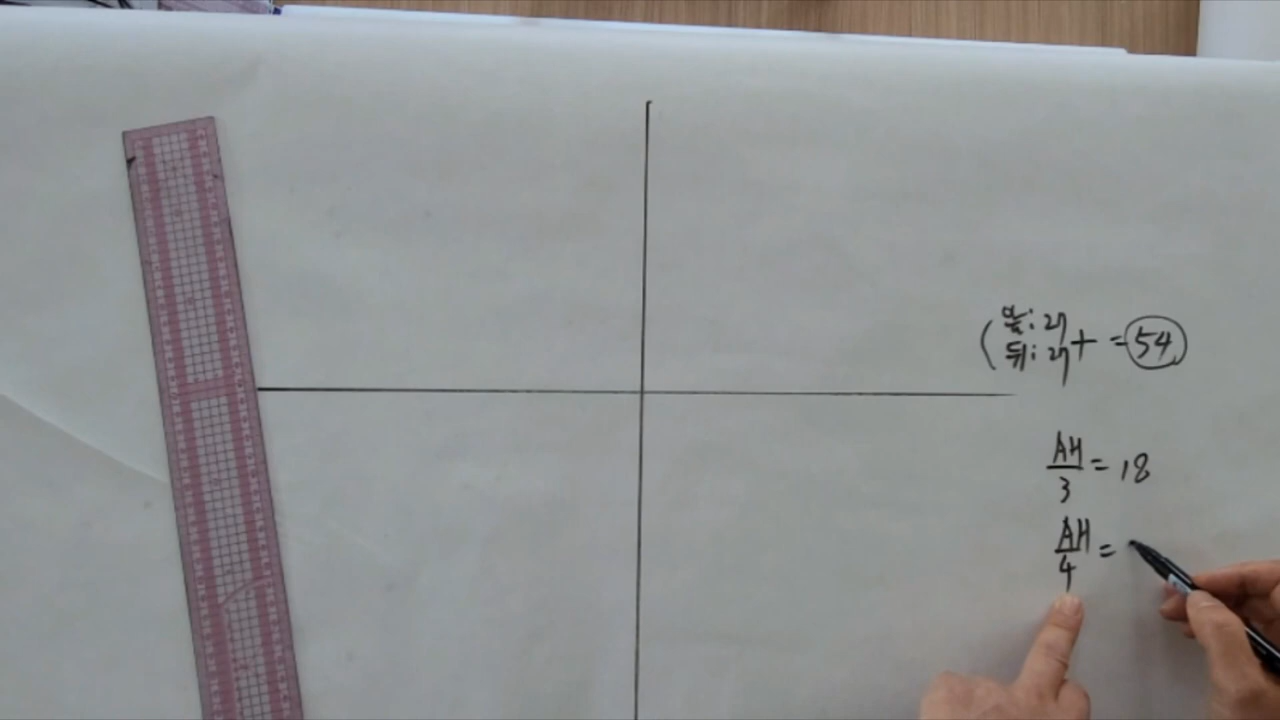 ( 앞: 27
뒤: 27 + = 54
AH/3 = 18
AH/4 =